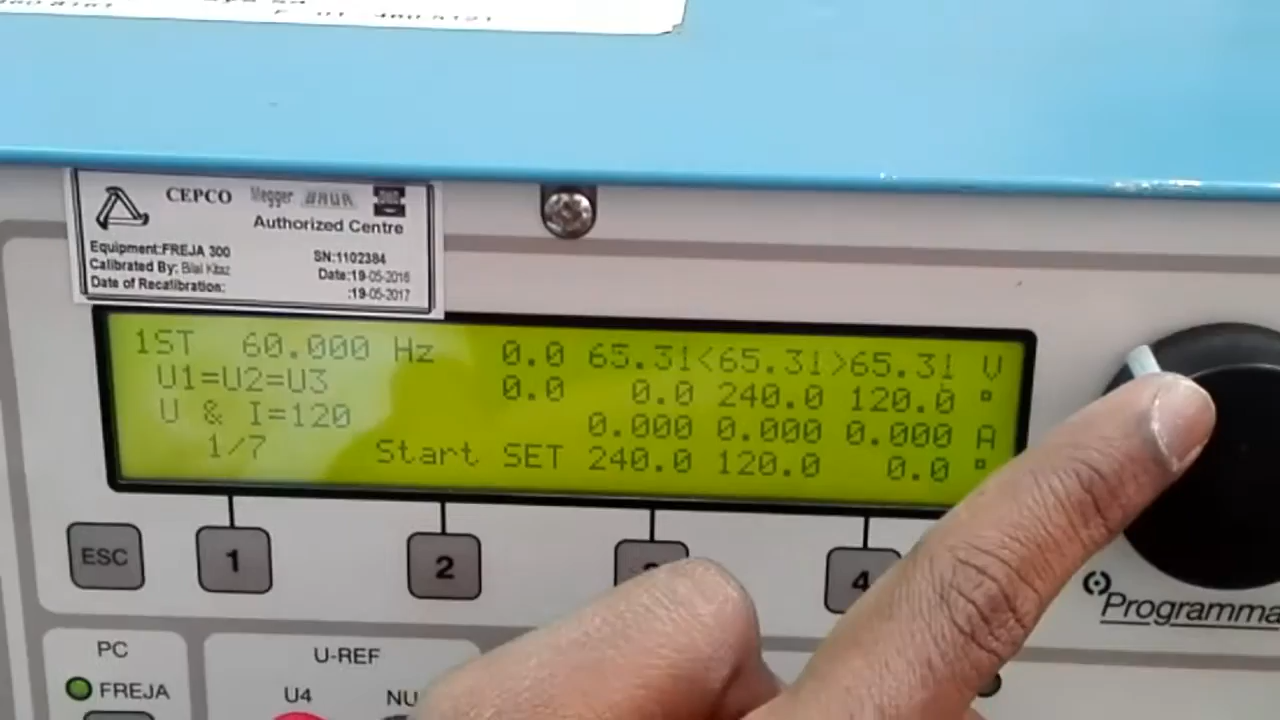 CEPCO Megger
Authorized Centre
Equipment:FREJA 300 SN:1102384
Calibrated By: Bilal Date:19-05-2016
Date of Recalibration: :19-05-2017
1ST 60.000 Hz 0.0 65.31<65.31>65.31 V
U1=U2=U3 0.0 0.0 240.0 120.0 °
U & I=120 0.000 0.000 0.000 A
1/7 Start SET 240.0 120.0 0.0 °
ESC 1 2 4
Programma
PC U-REF
FREJA U4